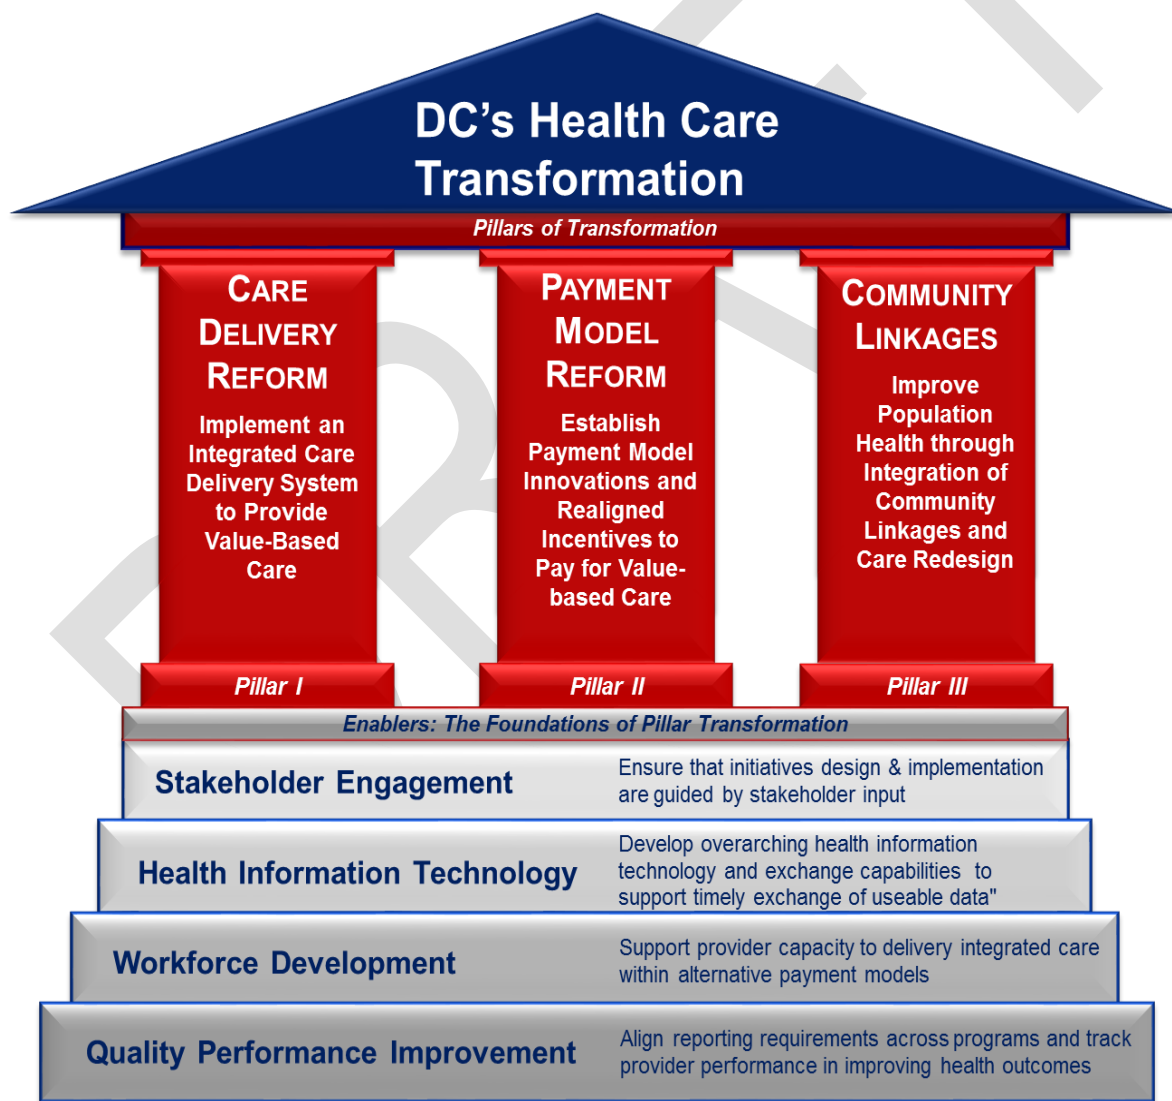 DC's Health Care
Transformation
Pillars of Transformation
CARE
DELIVERY
REFORM
Implement an
Integrated Care
Delivery System
to Provide
Value-Based
Care
Pillar I
PAYMENT
MODEL
REFORM
Establish
Payment Model
Innovations and
Realigned
Incentives to
Pay for Value-
based Care
Pillar II
COMMUNITY
LINKAGES
Improve
Population
Health through
Integration of
Community
Linkages and
Care Redesign
Pillar III
Enablers: The Foundations of Pillar Transformation
Stakeholder Engagement
Ensure that initiatives design & implementation
are guided by stakeholder input
Health Information Technology
Develop overarching health information
technology and exchange capabilities to
support timely exchange of useable data"
Workforce Development
Support provider capacity to delivery integrated care
within alternative payment models
Quality Performance Improvement
Align reporting requirements across programs and track
provider performance in improving health outcomes